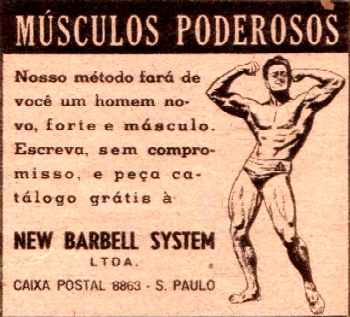 MÚSCULOS PODEROSOS
Nosso método fará de
você um homem no-
vo, forte e másculo.
Escreva, sem compro-
misso, e peça ca-
tálogo grátis à
NEW BARBELL SYSTEM
LTDA.
CAIXA POSTAL 8863 - S. PAULO